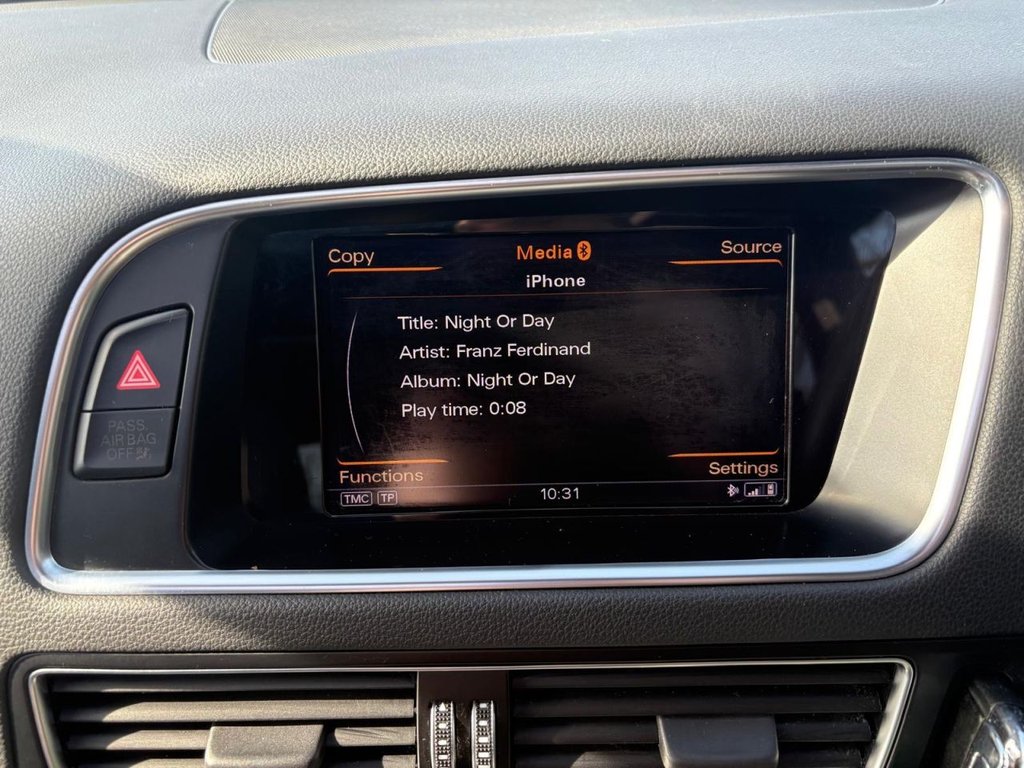 Copy Media Source
iPhone
Title: Night Or Day
Artist: Franz Ferdinand
Album: Night Or Day
Play time: 0:08
Functions Settings
TMC TP 10:31
PASS.
AIR BAG
OFF